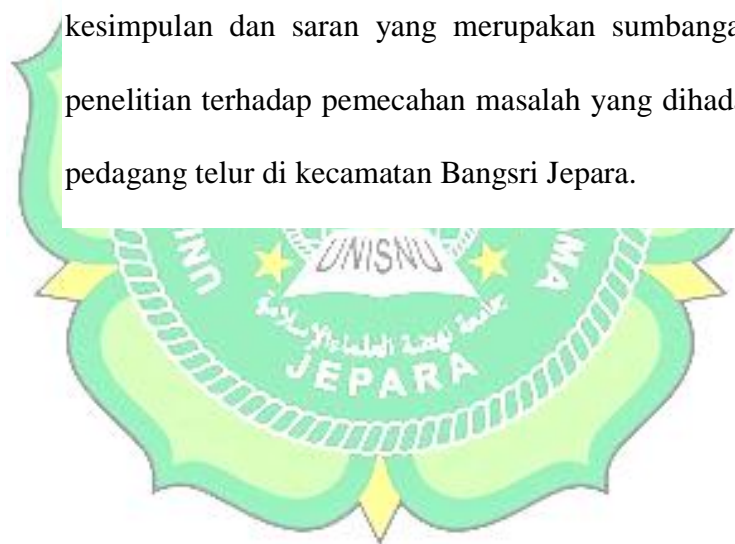 kesimpulan dan saran yang merupakan sumbanga
penelitian terhadap pemecahan masalah yang dihada
pedagang telur di kecamatan Bangsri Jepara.
UNISNU
JEPARA